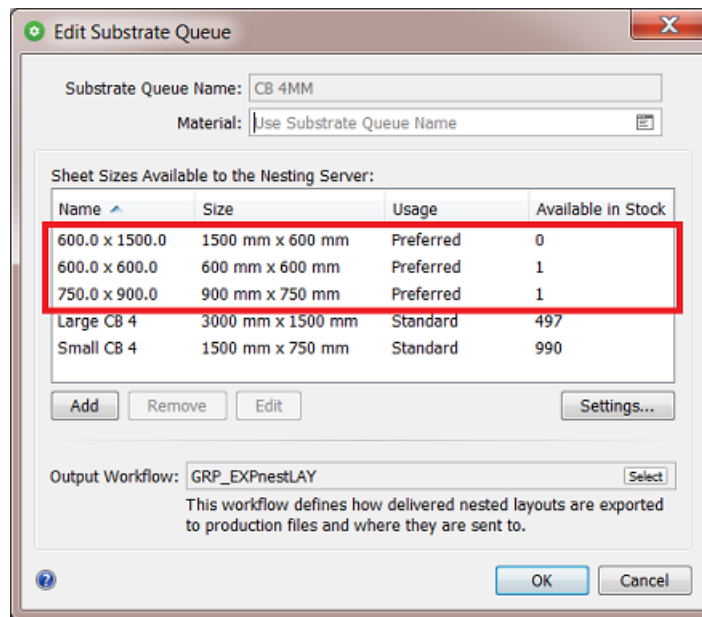 Edit Substrate Queue
Substrate Queue Name: CB 4MM
Material: Use Substrate Queue Name
Sheet Sizes Available to the Nesting Server:
Name Size Usage Available in Stock
600.0 x 1500.0 1500 mm x 600 mm Preferred 0
600.0 x 600.0 600 mm x 600 mm Preferred 1
750.0 x 900.0 900 mm x 750 mm Preferred 1
Large CB 4 3000 mm x 1500 mm Standard 497
Small CB 4 1500 mm x 750 mm Standard 990
Add Remove Edit Settings...
Output Workflow: GRP_EXPnestLAY Select
This workflow defines how delivered nested layouts are exported
to production files and where they are sent to.
? OK Cancel